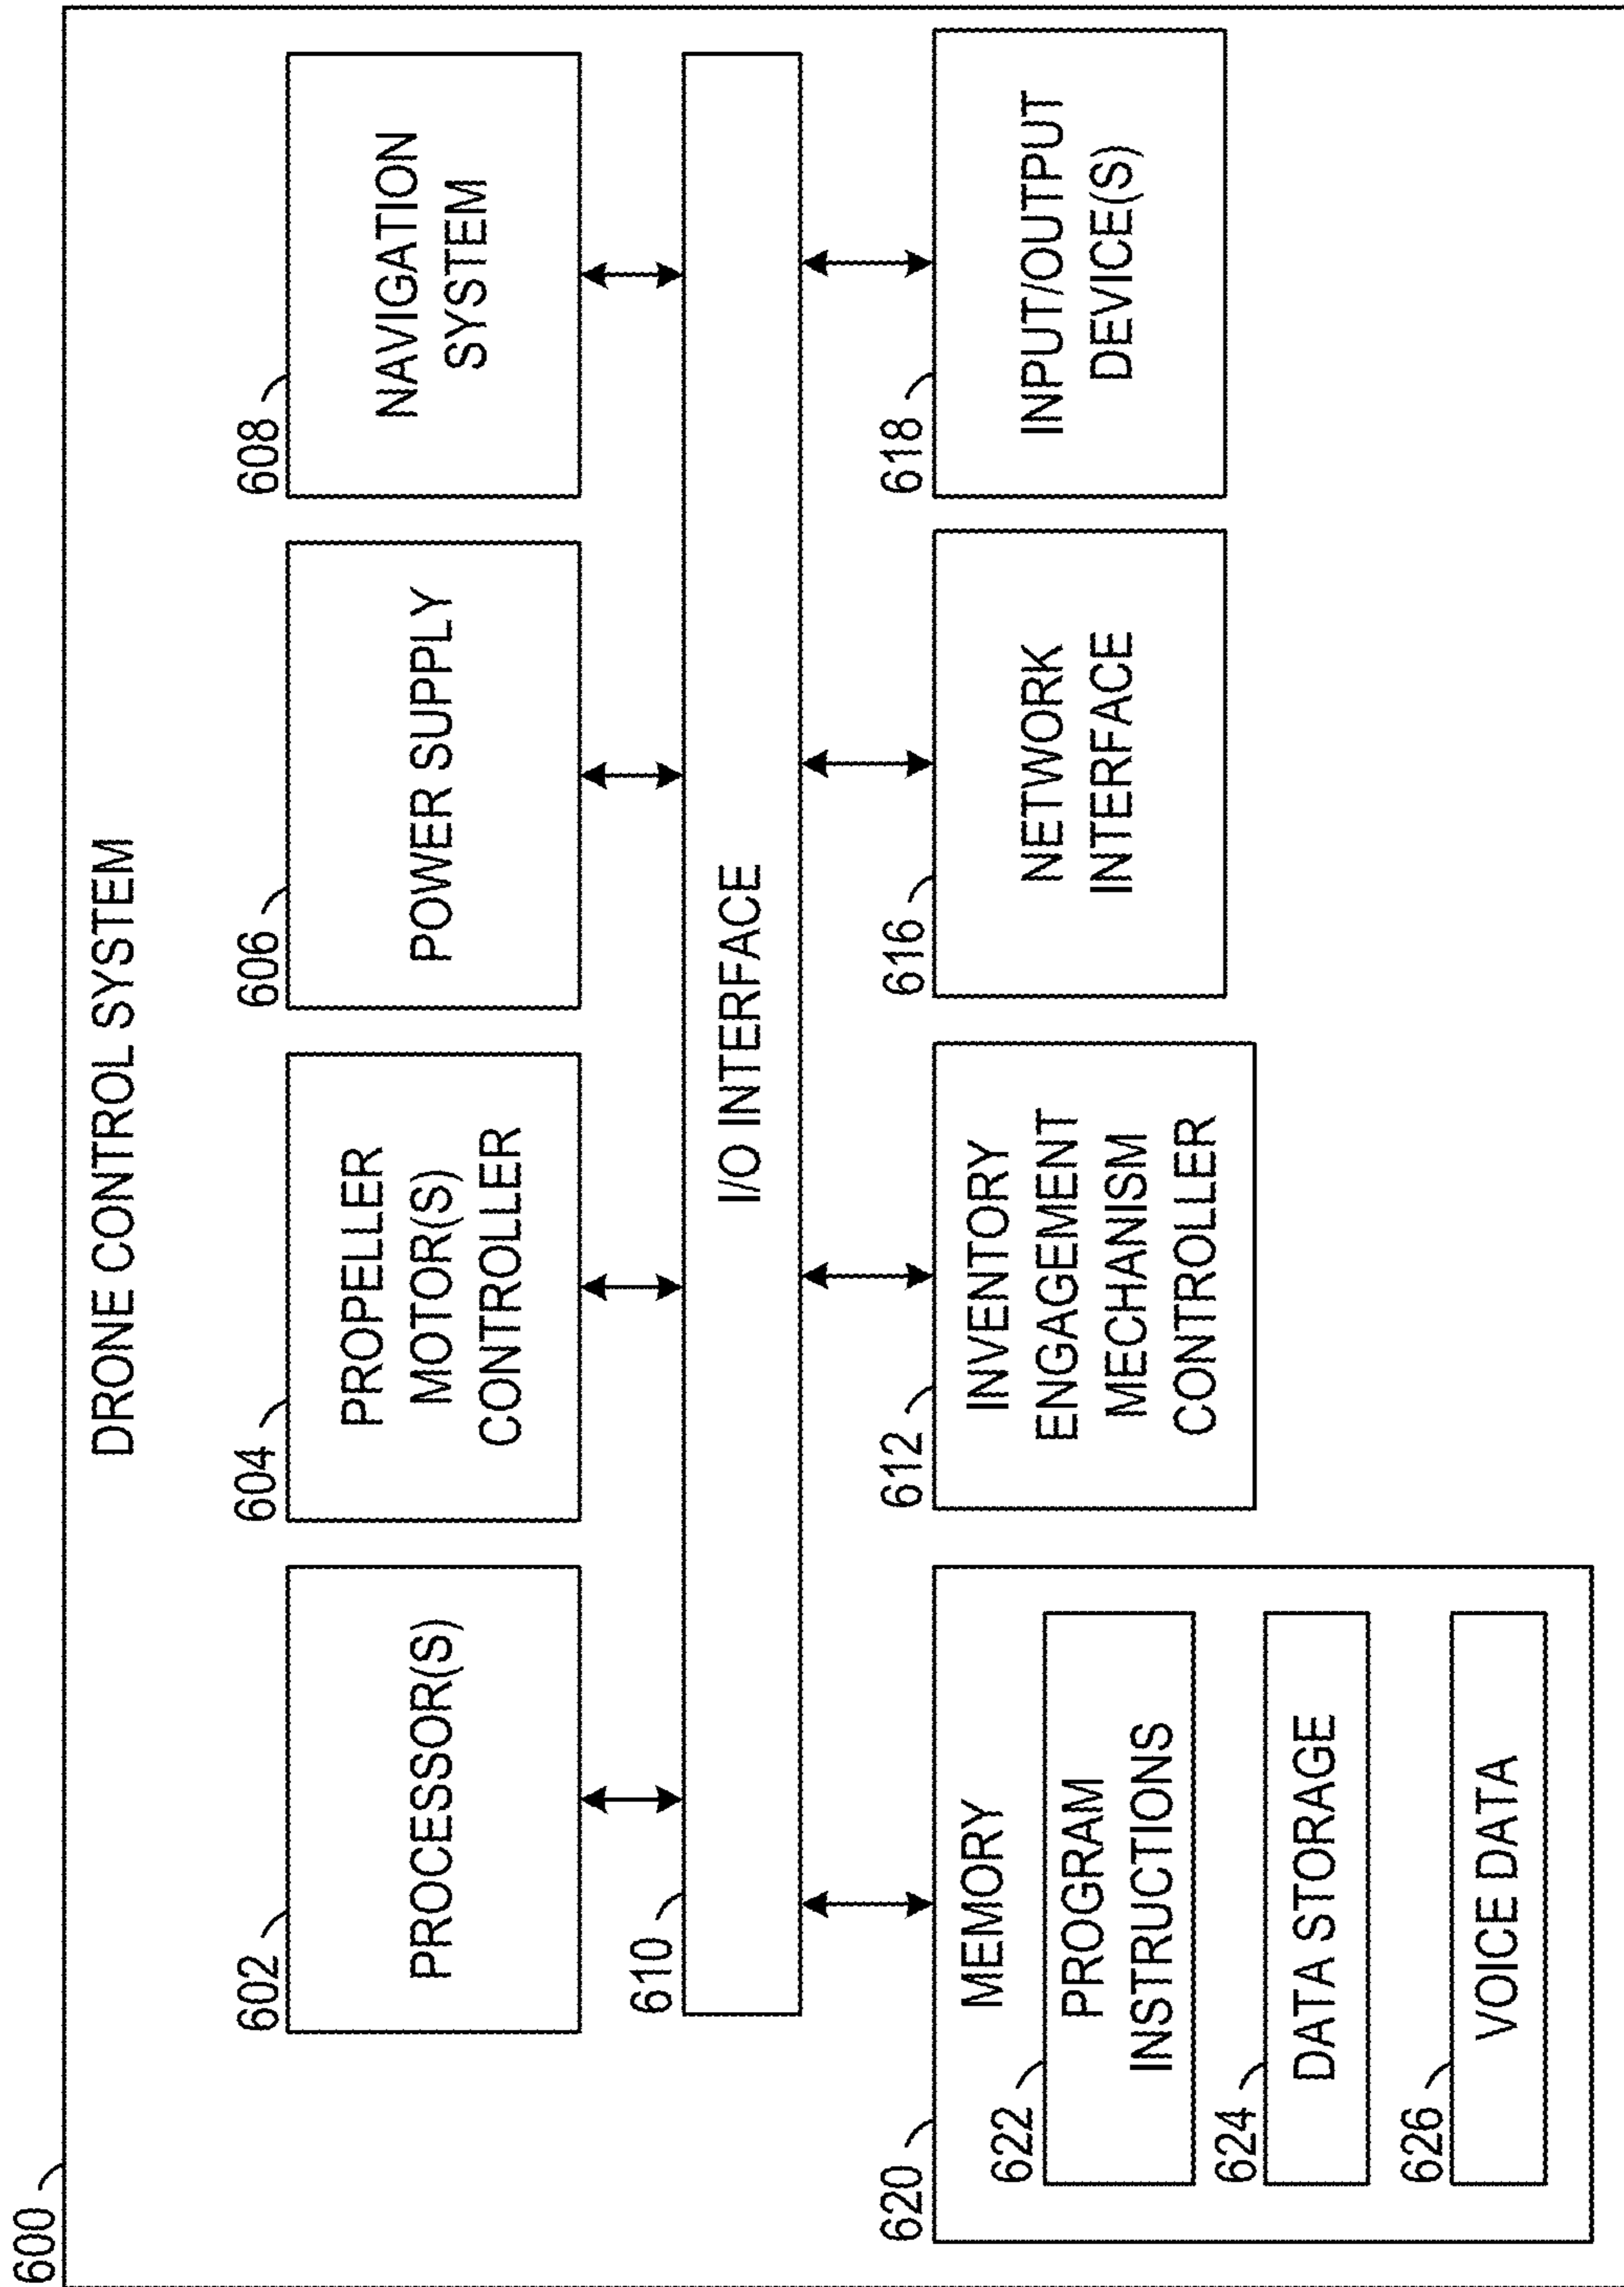 600
DRONE CONTROL SYSTEM
602
PROCESSOR(S)
604
PROPELLER
MOTOR(S)
CONTROLLER
606
POWER SUPPLY
608
NAVIGATION
SYSTEM
610
I/O INTERFACE
620
MEMORY
622
PROGRAM
INSTRUCTIONS
624
DATA STORAGE
626
VOICE DATA
612
INVENTORY
ENGAGEMENT
MECHANISM
CONTROLLER
616
NETWORK
INTERFACE
618
INPUT/OUTPUT
DEVICE(S)